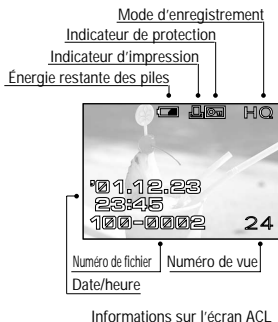 Mode d'enregistrement
Indicateur de protection
Indicateur d'impression
Énergie restante des piles
HQ
'01.12.23
23:45
100-0002
24
Numéro de fichier
Numéro de vue
Date/heure
Informations sur l'écran ACL